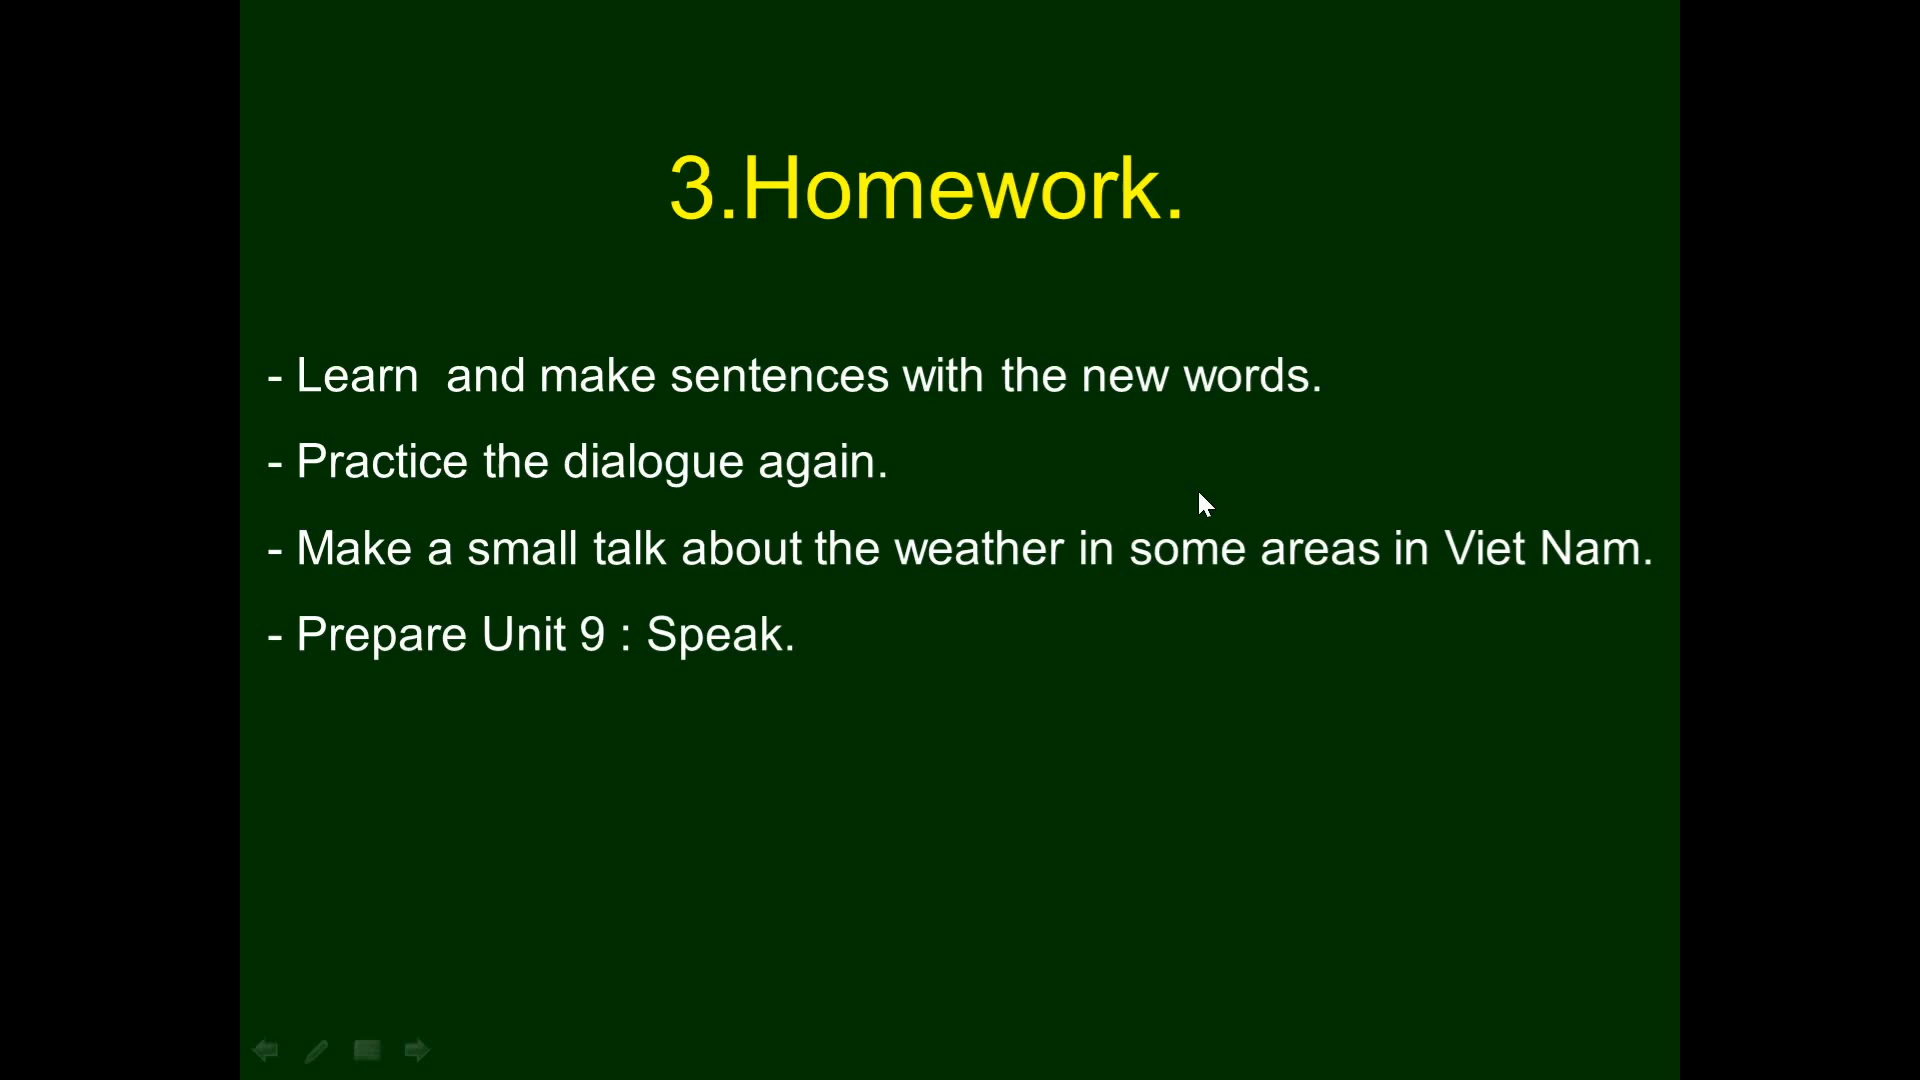 3.Homework.
- Learn  and make sentences with the new words.
- Practice the dialogue again.
- Make a small talk about the weather in some areas in Viet Nam.
- Prepare Unit 9 : Speak.